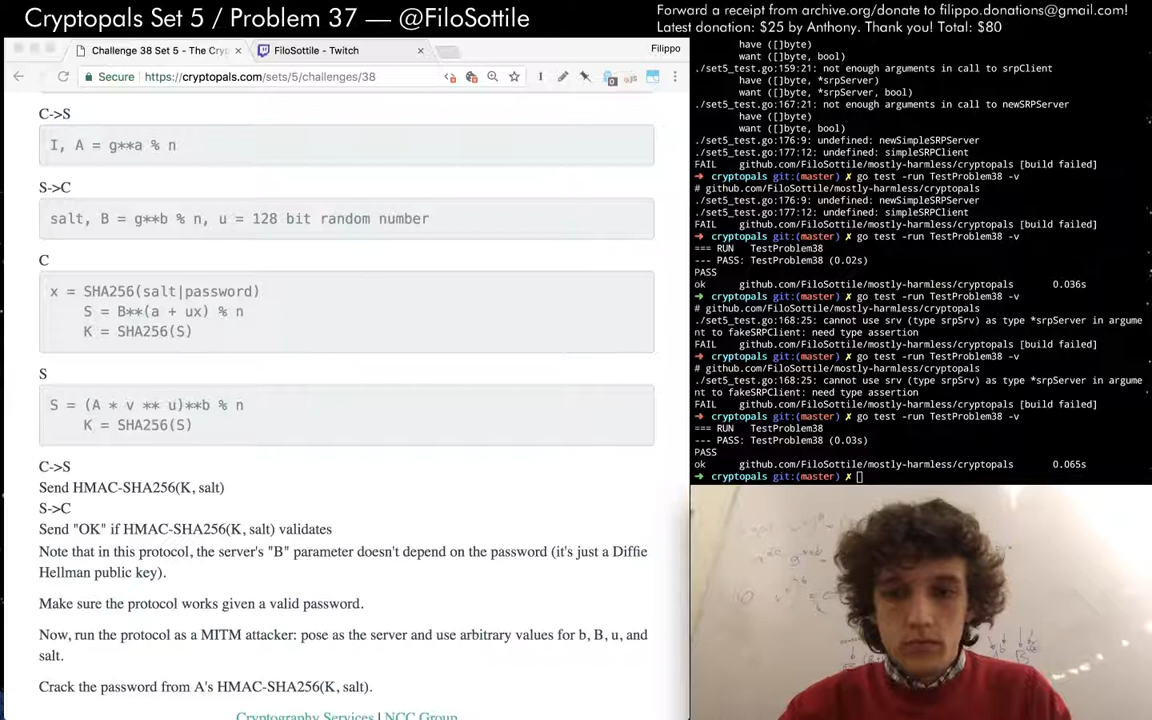 Cryptopals Set 5 / Problem 37 — @FiloSottile
Forward a receipt from archive.org/donate to filippo.donations@gmail.com!
Latest donation: $25 by Anthony. Thank you! Total: $80
Challenge 38 Set 5 - The Cry
FiloSottile - Twitch
Filippo
Secure
https://cryptopals.com/sets/5/challenges/38
C->S
I, A = g**a % n
S->C
salt, B = g**b % n, u = 128 bit random number
C
x = SHA256(salt|password)
S = B**(a + ux) % n
K = SHA256(S)
S
S = (A * v ** u)**b % n
K = SHA256(S)
C->S
Send HMAC-SHA256(K, salt)
S->C
Send "OK" if HMAC-SHA256(K, salt) validates
Note that in this protocol, the server's "B" parameter doesn't depend on the password (it's just a Diffie
Hellman public key).
Make sure the protocol works given a valid password.
Now, run the protocol as a MITM attacker: pose as the server and use arbitrary values for b, B, u, and
salt.
Crack the password from A's HMAC-SHA256(K, salt).
Cryptography Services | NCC Group
have ([]byte)
want ([]byte, bool)
./set5_test.go:159:21: not enough arguments in call to srpClient
have ([]byte, *srpServer)
want ([]byte, *srpServer, bool)
./set5_test.go:167:21: not enough arguments in call to newSRPServer
have ([]byte)
want ([]byte, bool)
./set5_test.go:176:9: undefined: newSimpleSRPServer
./set5_test.go:177:12: undefined: simpleSRPClient
FAIL github.com/FiloSottile/mostly-harmless/cryptopals [build failed]
➜ cryptopals git:(master) ✗ go test -run TestProblem38 -v
# github.com/FiloSottile/mostly-harmless/cryptopals
./set5_test.go:176:9: undefined: newSimpleSRPServer
./set5_test.go:177:12: undefined: simpleSRPClient
FAIL github.com/FiloSottile/mostly-harmless/cryptopals [build failed]
➜ cryptopals git:(master) ✗ go test -run TestProblem38 -v
=== RUN TestProblem38
--- PASS: TestProblem38 (0.02s)
PASS
ok github.com/FiloSottile/mostly-harmless/cryptopals 0.036s
➜ cryptopals git:(master) ✗ go test -run TestProblem38 -v
# github.com/FiloSottile/mostly-harmless/cryptopals
./set5_test.go:168:25: cannot use srv (type srpSrv) as type *srpServer in argume
nt to fakeSRPClient: need type assertion
FAIL github.com/FiloSottile/mostly-harmless/cryptopals [build failed]
➜ cryptopals git:(master) ✗ go test -run TestProblem38 -v
# github.com/FiloSottile/mostly-harmless/cryptopals
./set5_test.go:168:25: cannot use srv (type srpSrv) as type *srpServer in argume
nt to fakeSRPClient: need type assertion
FAIL github.com/FiloSottile/mostly-harmless/cryptopals [build failed]
➜ cryptopals git:(master) ✗ go test -run TestProblem38 -v
=== RUN TestProblem38
--- PASS: TestProblem38 (0.03s)
PASS
ok github.com/FiloSottile/mostly-harmless/cryptopals 0.065s
➜ cryptopals git:(master) ✗